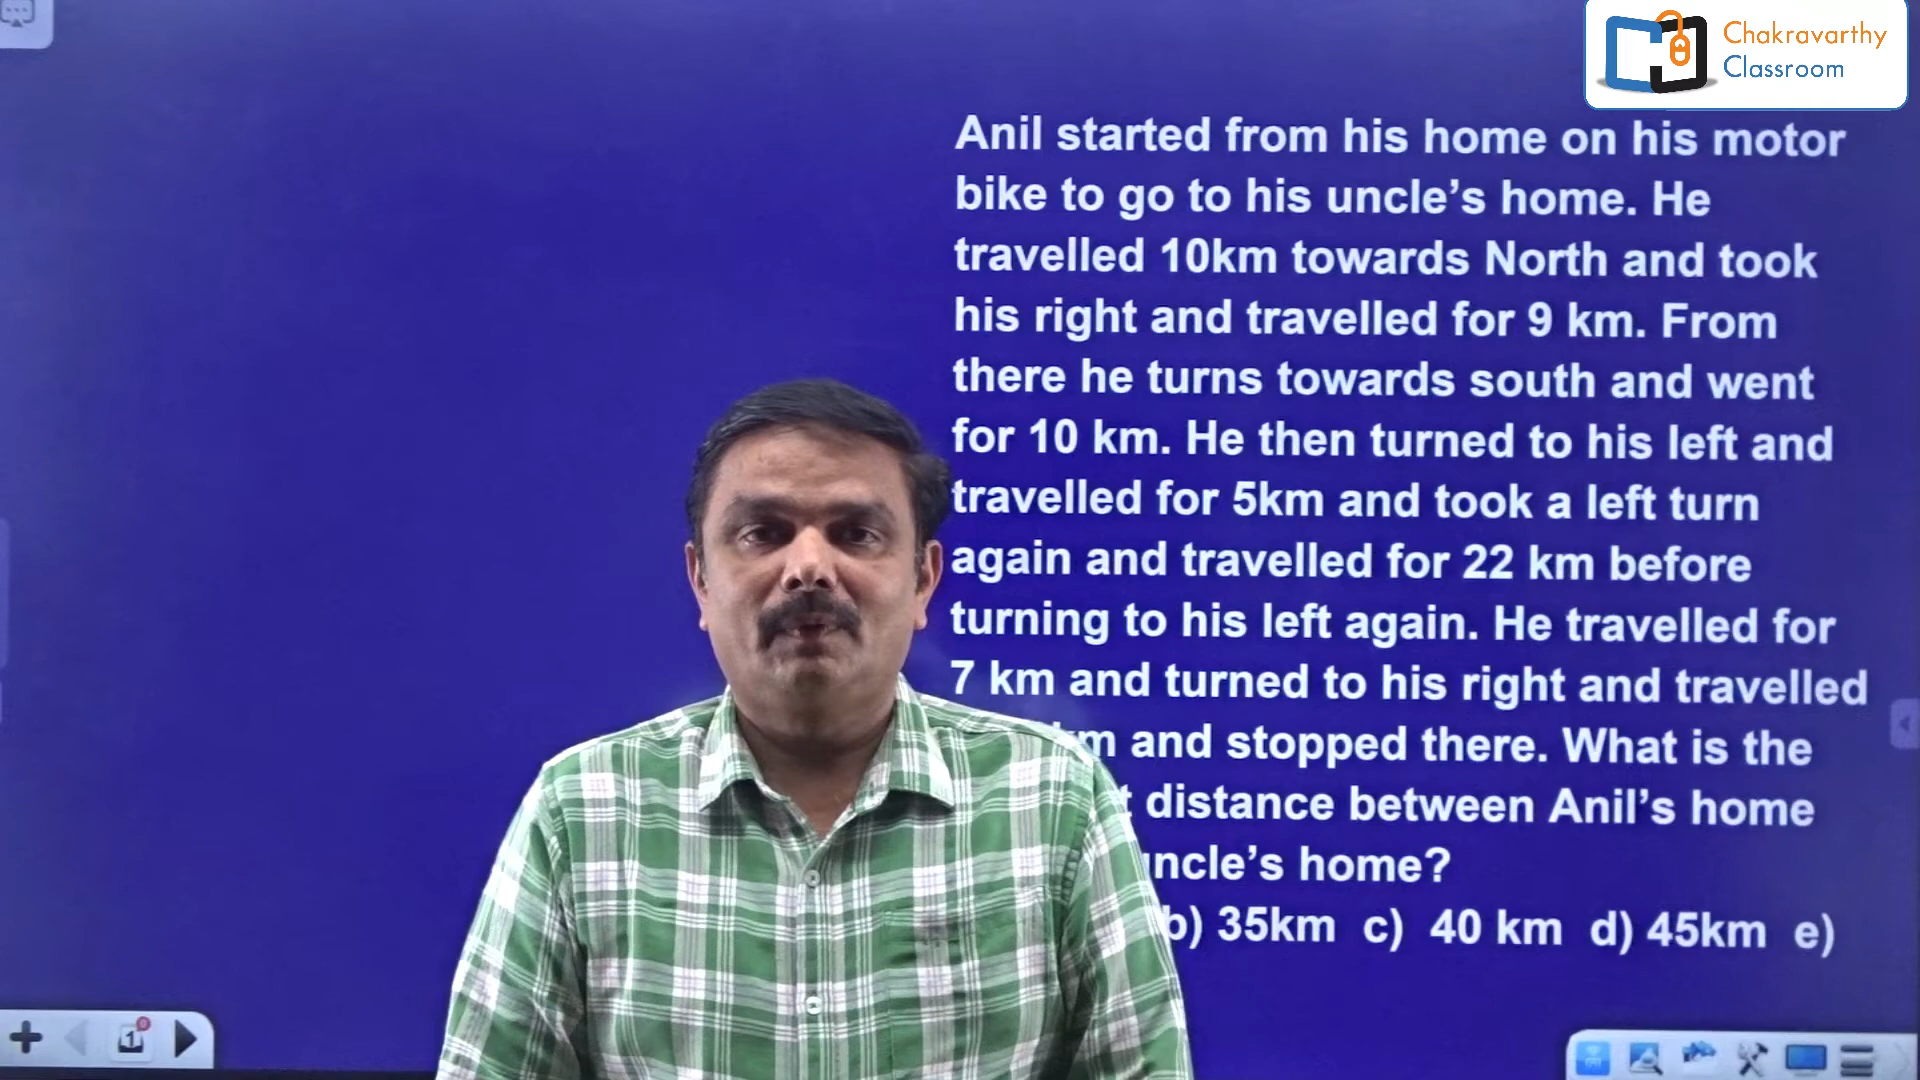 Chakravarthy
Classroom
Anil started from his home on his motor
bike to go to his uncle’s home. He
travelled 10km towards North and took
his right and travelled for 9 km. From
there he turns towards south and went
for 10 km. He then turned to his left and
travelled for 5km and took a left turn
again and travelled for 22 km before
turning to his left again. He travelled for
7 km and turned to his right and travelled
and stopped there. What is the
distance between Anil’s home
home?
b) 35km c) 40 km d) 45km e)
1